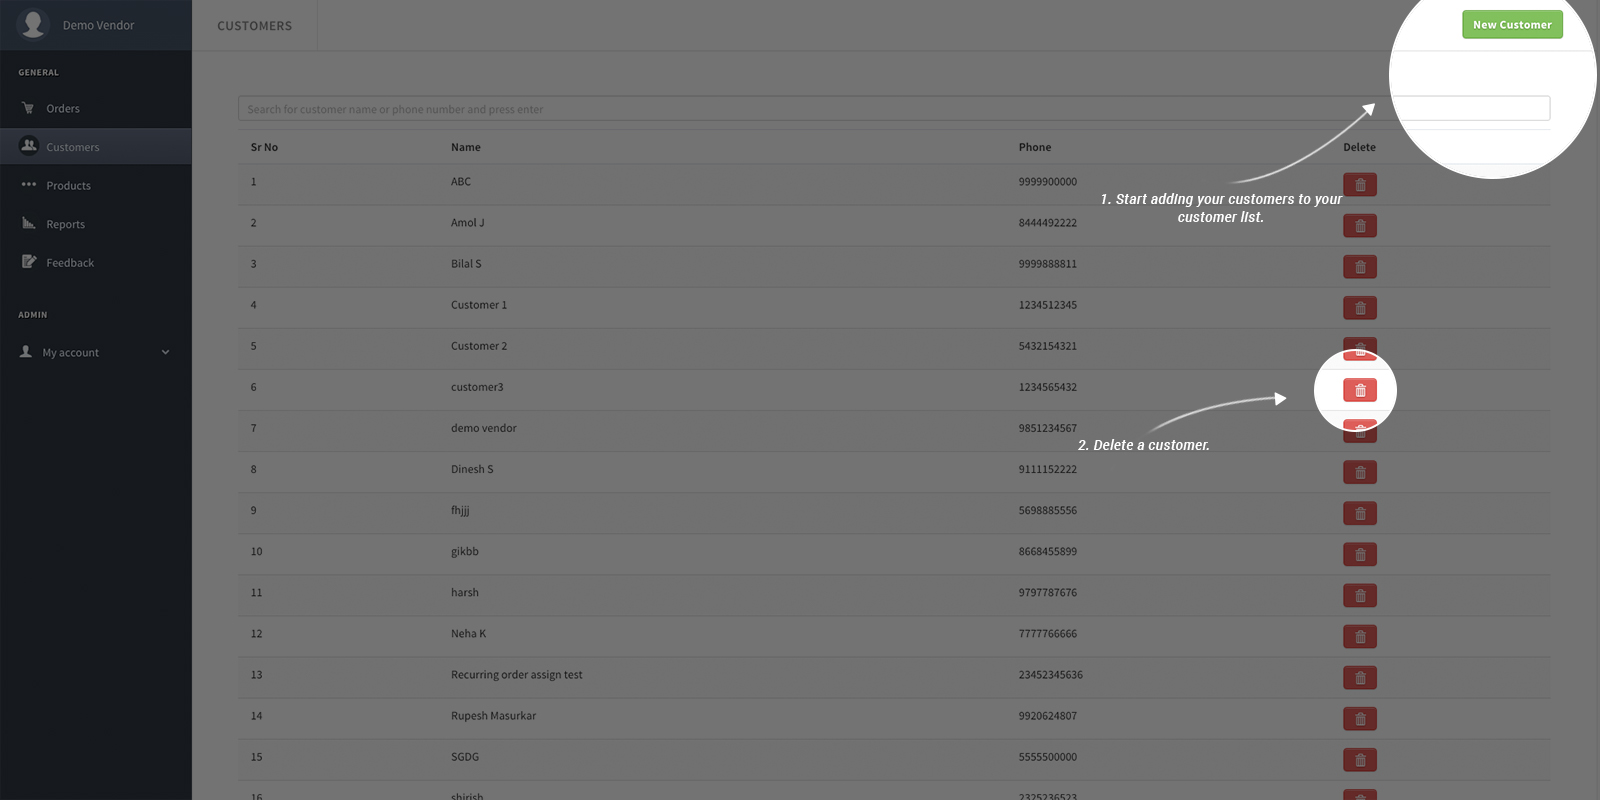 Demo Vendor
CUSTOMERS
New Customer
GENERAL
Orders
Customers
Products
Reports
Feedback
ADMIN
My account
Search for customer name or phone number and press enter
Sr No Name Phone Delete
1 ABC 9999900000
1. Start adding your customers to your
customer list.
2 Amol J 8444492222
3 Bilal S 9999888811
4 Customer 1 1234512345
5 Customer 2 5432154321
6 customer3 1234565432
7 demo vendor 9851234567
2. Delete a customer.
8 Dinesh S 9111152222
9 fhjjj 5698885556
10 gikbb 8668455899
11 harsh 9797787676
12 Neha K 7777766666
13 Recurring order assign test 23452345636
14 Rupesh Masurkar 9920624807
15 SGDG 5555500000
16 shirish 2325236523